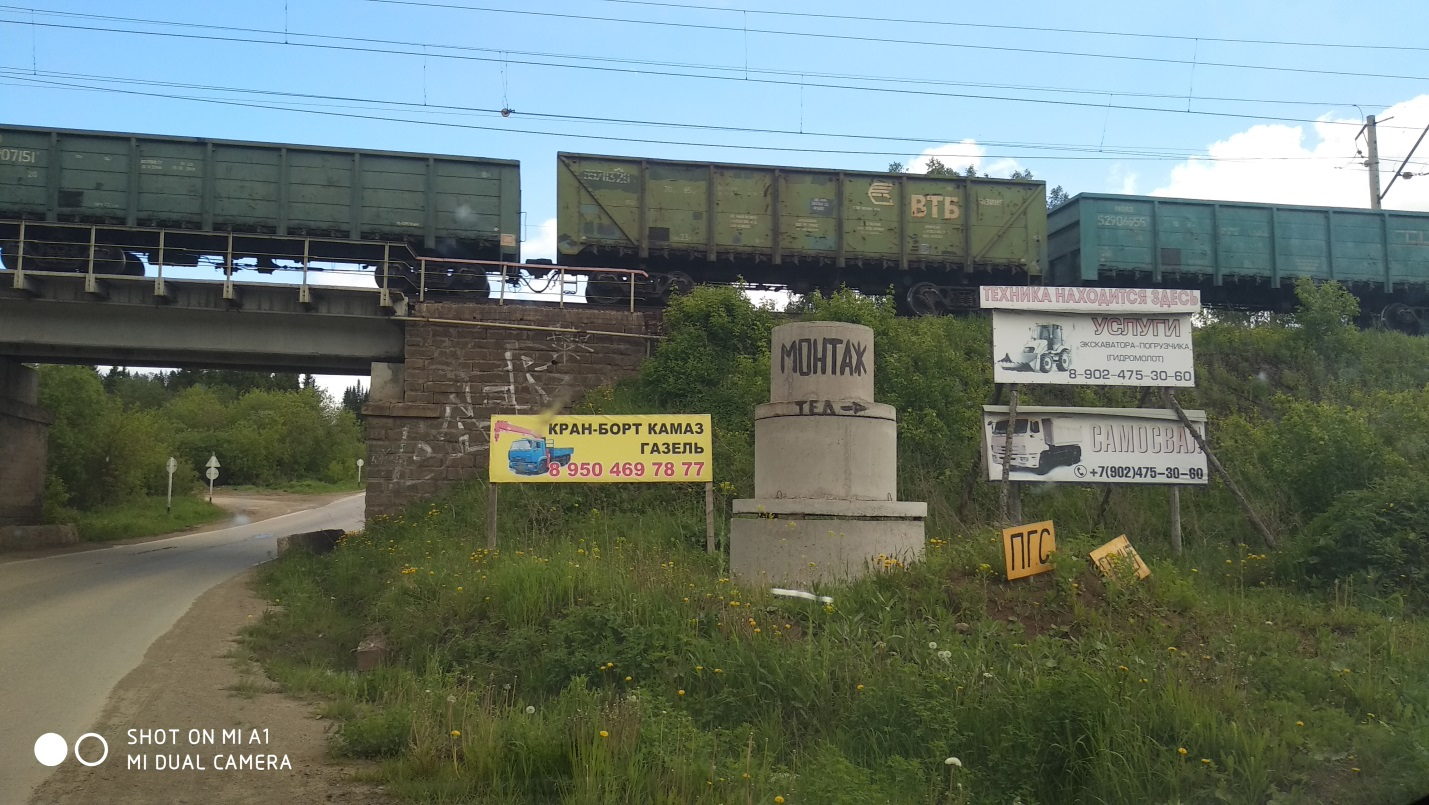 ВТБ
52906955
ТЕХНИКА НАХОДИТСЯ ЗДЕСЬ
УСЛУГИ
ЭКСКАВАТОРА-ПОГРУЗЧИКА
(ГИДРОМОЛОТ)
8-902-475-30-60
МОНТАЖ
ТЕЛ
КРАН-БОРТ КАМАЗ
ГАЗЕЛЬ
8 950 469 78 77
САМОСВАЛ
+7(902)475-30-60
ПГС
SHOT ON MI A1
MI DUAL CAMERA